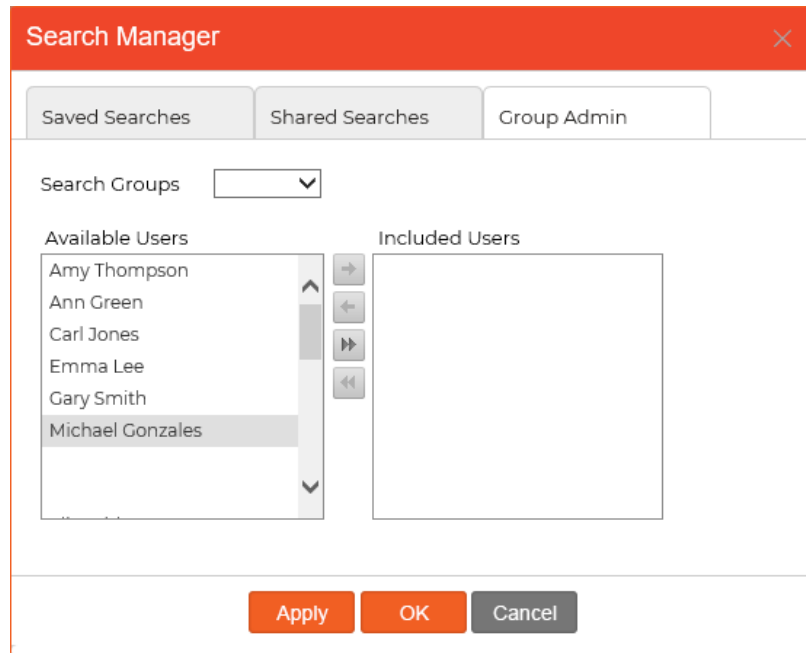 Search Manager
Saved Searches
Shared Searches
Group Admin
Search Groups
Available Users
Included Users
Amy Thompson
Ann Green
Carl Jones
Emma Lee
Gary Smith
Michael Gonzales
Apply
OK
Cancel